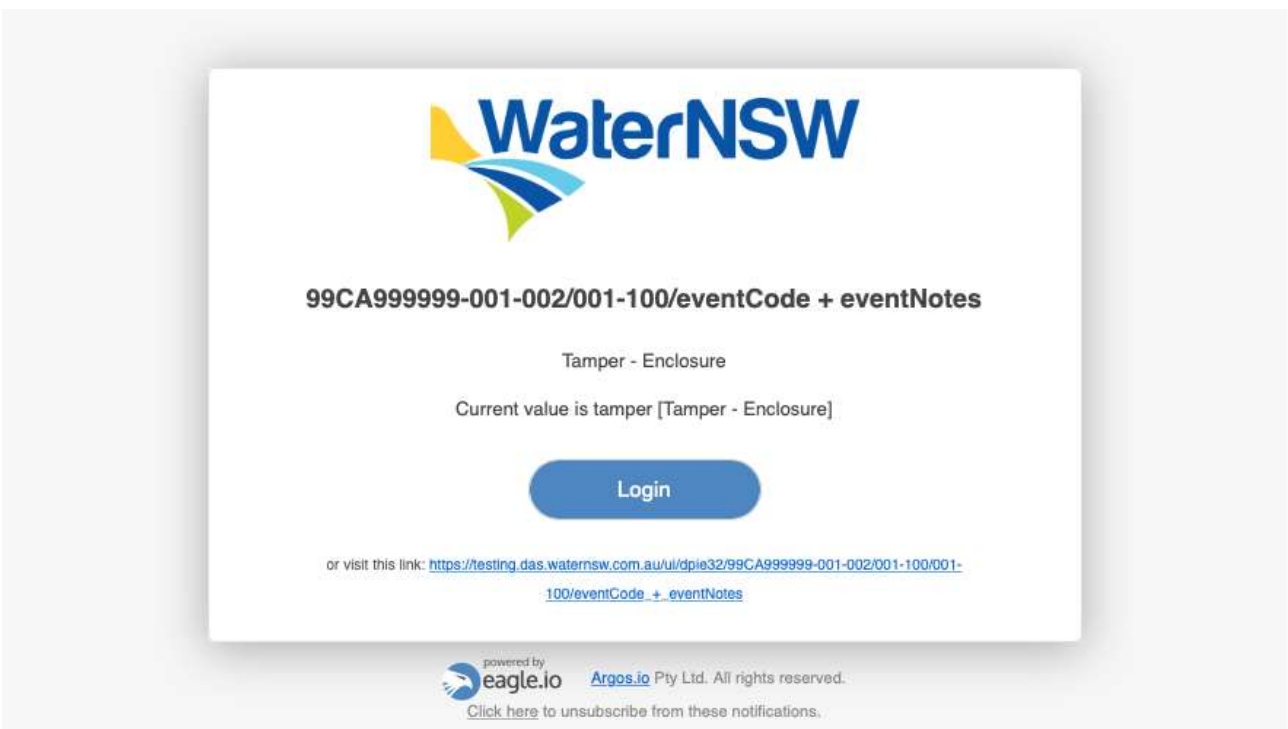 WaterNSW
99CA999999-001-002/001-100/eventCode + eventNotes
Tamper - Enclosure
Current value is tamper [Tamper - Enclosure]
Login
or visit this link: https://testing.das.waternsw.com.au/ui/dpie32/99CA999999-001-002/001-100/001-
100/eventCode_+_eventNotes
powered by
eagle.io Argos.io Pty Ltd. All rights reserved.
Click here to unsubscribe from these notifications.